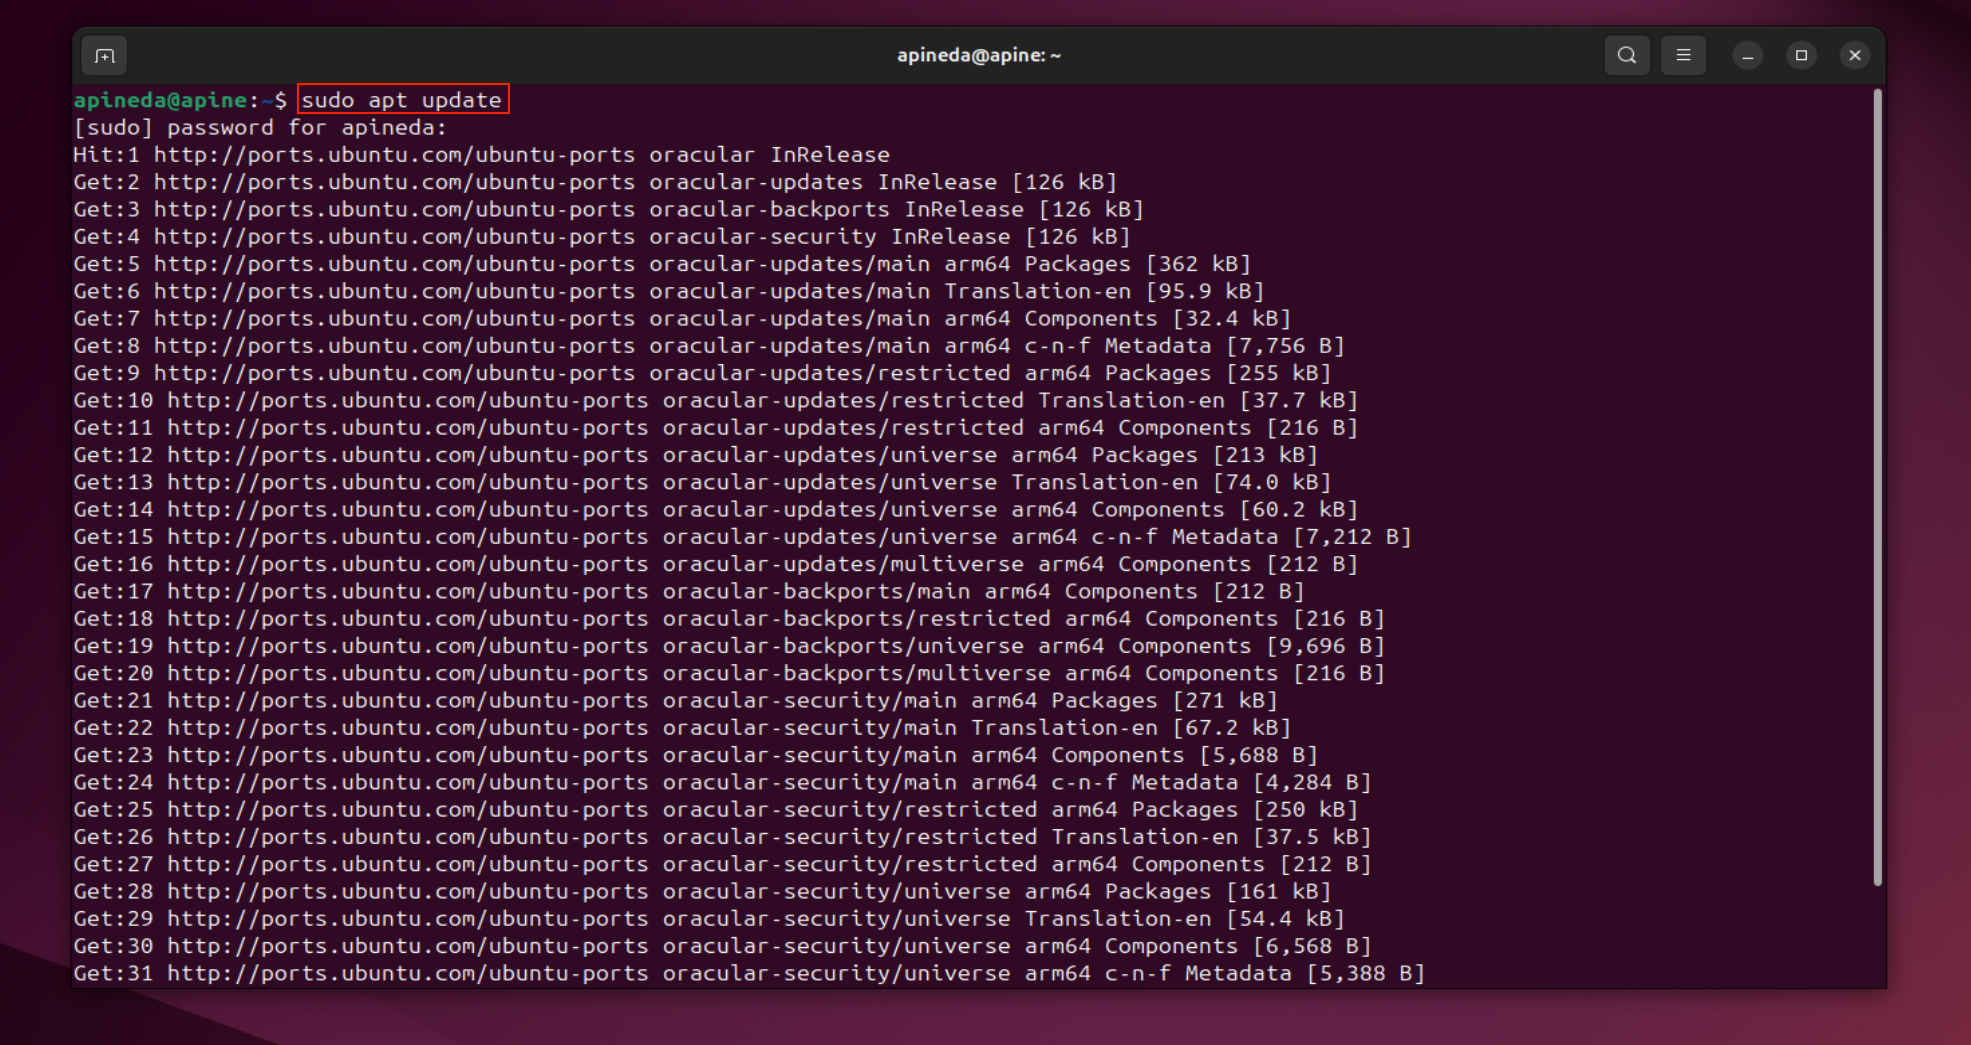 apineda@apine: ~
apineda@apine:~$ sudo apt update
[sudo] password for apineda:
Hit:1 http://ports.ubuntu.com/ubuntu-ports oracular InRelease
Get:2 http://ports.ubuntu.com/ubuntu-ports oracular-updates InRelease [126 kB]
Get:3 http://ports.ubuntu.com/ubuntu-ports oracular-backports InRelease [126 kB]
Get:4 http://ports.ubuntu.com/ubuntu-ports oracular-security InRelease [126 kB]
Get:5 http://ports.ubuntu.com/ubuntu-ports oracular-updates/main arm64 Packages [362 kB]
Get:6 http://ports.ubuntu.com/ubuntu-ports oracular-updates/main Translation-en [95.9 kB]
Get:7 http://ports.ubuntu.com/ubuntu-ports oracular-updates/main arm64 Components [32.4 kB]
Get:8 http://ports.ubuntu.com/ubuntu-ports oracular-updates/main arm64 c-n-f Metadata [7,756 B]
Get:9 http://ports.ubuntu.com/ubuntu-ports oracular-updates/restricted arm64 Packages [255 kB]
Get:10 http://ports.ubuntu.com/ubuntu-ports oracular-updates/restricted Translation-en [37.7 kB]
Get:11 http://ports.ubuntu.com/ubuntu-ports oracular-updates/restricted arm64 Components [216 B]
Get:12 http://ports.ubuntu.com/ubuntu-ports oracular-updates/universe arm64 Packages [213 kB]
Get:13 http://ports.ubuntu.com/ubuntu-ports oracular-updates/universe Translation-en [74.0 kB]
Get:14 http://ports.ubuntu.com/ubuntu-ports oracular-updates/universe arm64 Components [60.2 kB]
Get:15 http://ports.ubuntu.com/ubuntu-ports oracular-updates/universe arm64 c-n-f Metadata [7,212 B]
Get:16 http://ports.ubuntu.com/ubuntu-ports oracular-updates/multiverse arm64 Components [212 B]
Get:17 http://ports.ubuntu.com/ubuntu-ports oracular-backports/main arm64 Components [212 B]
Get:18 http://ports.ubuntu.com/ubuntu-ports oracular-backports/restricted arm64 Components [216 B]
Get:19 http://ports.ubuntu.com/ubuntu-ports oracular-backports/universe arm64 Components [9,696 B]
Get:20 http://ports.ubuntu.com/ubuntu-ports oracular-backports/multiverse arm64 Components [216 B]
Get:21 http://ports.ubuntu.com/ubuntu-ports oracular-security/main arm64 Packages [271 kB]
Get:22 http://ports.ubuntu.com/ubuntu-ports oracular-security/main Translation-en [67.2 kB]
Get:23 http://ports.ubuntu.com/ubuntu-ports oracular-security/main arm64 Components [5,688 B]
Get:24 http://ports.ubuntu.com/ubuntu-ports oracular-security/main arm64 c-n-f Metadata [4,284 B]
Get:25 http://ports.ubuntu.com/ubuntu-ports oracular-security/restricted arm64 Packages [250 kB]
Get:26 http://ports.ubuntu.com/ubuntu-ports oracular-security/restricted Translation-en [37.5 kB]
Get:27 http://ports.ubuntu.com/ubuntu-ports oracular-security/restricted arm64 Components [212 B]
Get:28 http://ports.ubuntu.com/ubuntu-ports oracular-security/universe arm64 Packages [161 kB]
Get:29 http://ports.ubuntu.com/ubuntu-ports oracular-security/universe Translation-en [54.4 kB]
Get:30 http://ports.ubuntu.com/ubuntu-ports oracular-security/universe arm64 Components [6,568 B]
Get:31 http://ports.ubuntu.com/ubuntu-ports oracular-security/universe arm64 c-n-f Metadata [5,388 B]